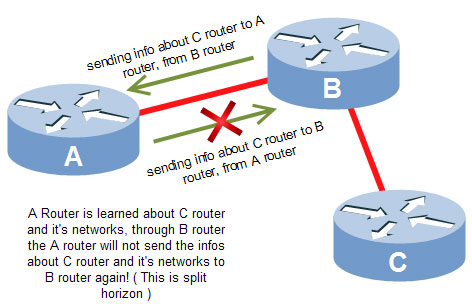 sending info about C router to A
router, from B router
B
A
sending info about C router to B
router, from A router
C
A Router is learned about C router
and it's networks, through B router
the A router will not send the infos
about C router and it's networks to
B router again! ( This is split
horizon )